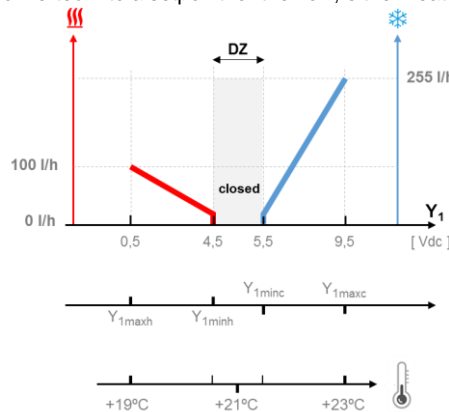 DZ
255 l/h
100 l/h
closed
0 l/h
Y1
0,5 4,5 5,5 9,5 [ Vdc ]
Y1minc Y1maxc
Y1maxh Y1minh
+19ºC +21ºC +23ºC